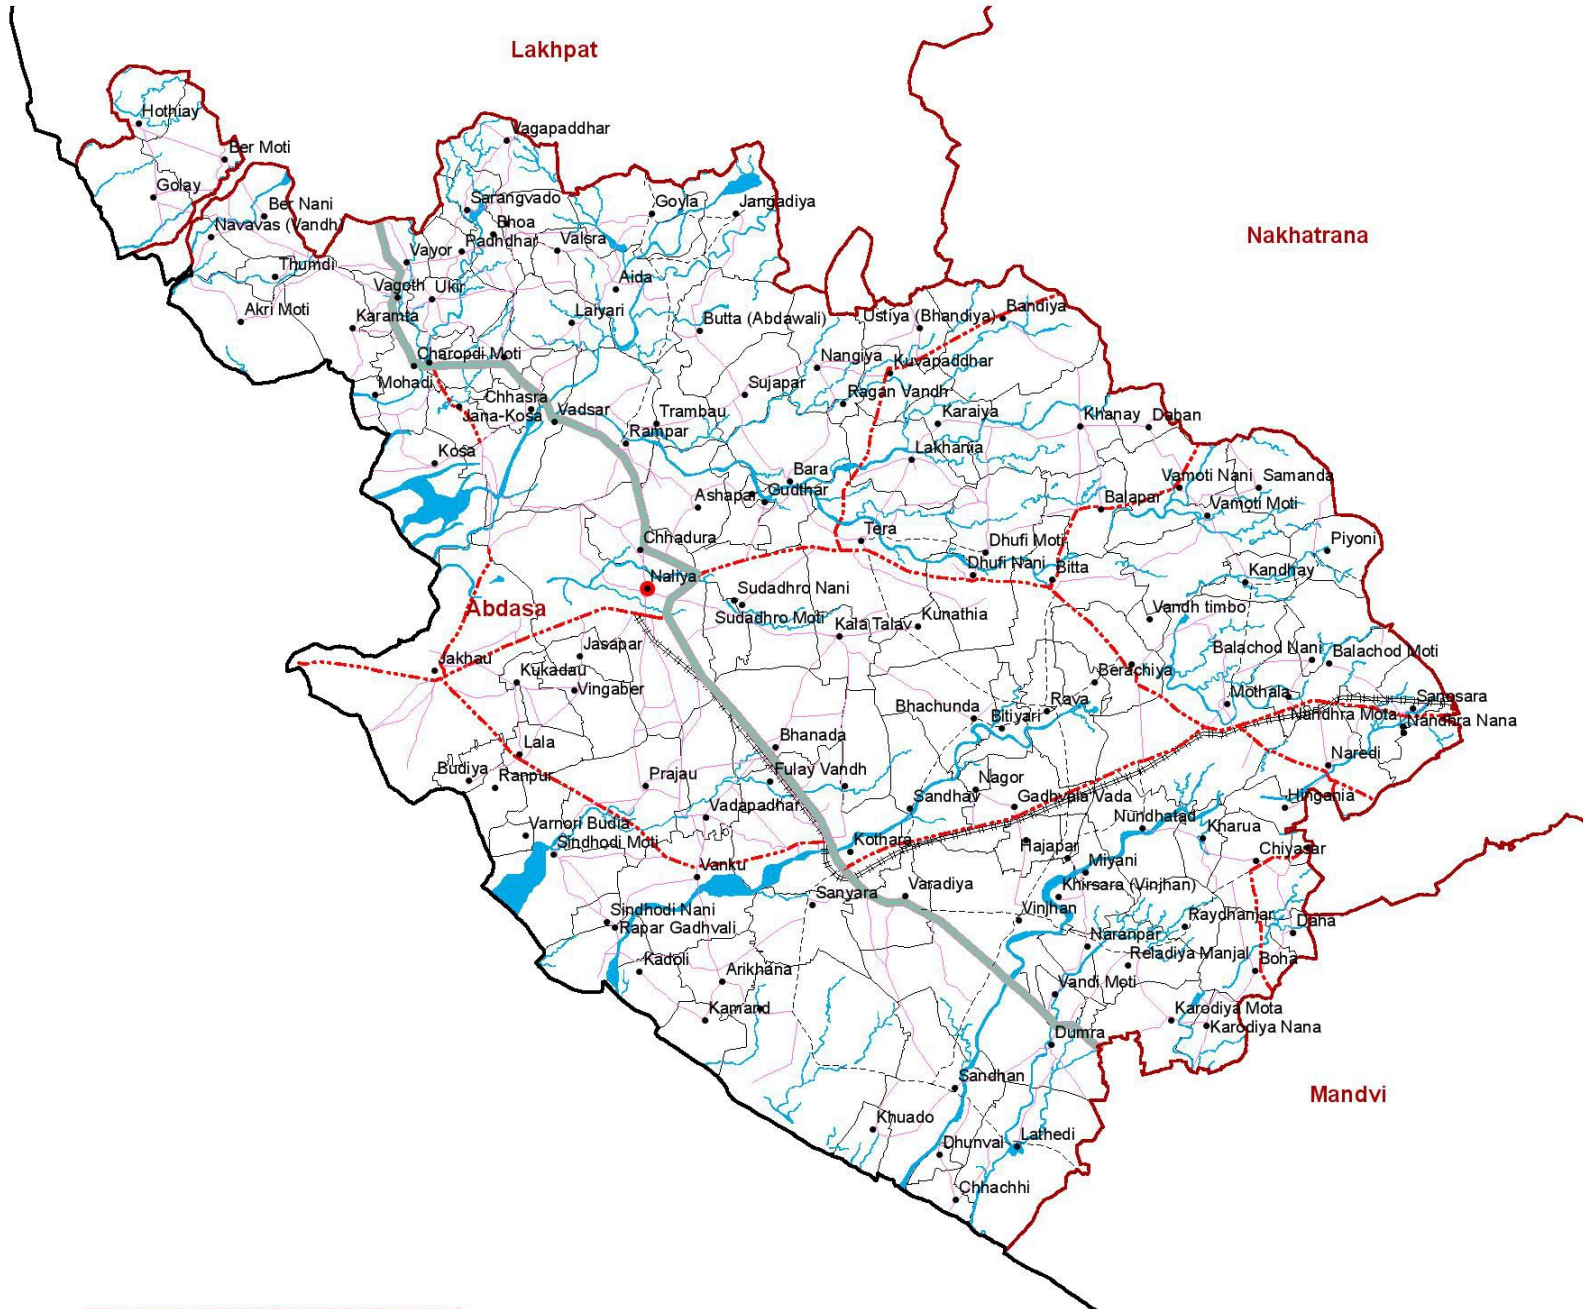 Lakhpat
Hothiay
Vagapaddhar
Ber Moti
Golay
Sarangvado
Goyla
Jangadiya
Ber Nani
Navavas (Vandh)
Bhoa
Nakhatrana
Vayor
Padhdhar
Valsra
Thumdi
Aida
Vagoth
Ukir
Akri Moti
Karamta
Laiyari
Butta (Abdawali)
Ustiya (Bhandiya)
Bandiya
Charopdi Moti
Nangiya
Kuvapaddhar
Mohadi
Sujapar
Ragan Vandh
Chhasra
Jana-Kosa
Vadsar
Trambau
Karaiya
Khanay
Daban
Rampar
Kosa
Lakhania
Bara
Vamoti Nani
Samanda
Ashapar
Gudthar
Balapar
Vamoti Moti
Chhadura
Tera
Dhufi Moti
Piyoni
Dhufi Nani
Bitta
Kandhay
Naliya
Sudadhro Nani
Abdasa
Sudadhro Moti
Kala Talav
Kunathia
Vandh timbo
Jasapar
Balachod Nani
Balachod Moti
Jakhau
Kukadau
Vingaber
Berachiya
Rava
Mothala
Sanosara
Bhachunda
Bitiyari
Nandhra Mota
Nandhra Nana
Lala
Bhanada
Naredi
Budiya
Ranpur
Prajau
Fulay Vandh
Nagor
Vadapadhar
Sandhav
Gadhvala Vada
Hingania
Varnori Budia
Nundhatad
Kharua
Sindhodi Moti
Kothara
Hajapar
Miyani
Chiyasar
Vanku
Sanyara
Varadiya
Khirsara (Vinjhan)
Sindhodi Nani
Vinjhan
Raydhanjar
Daha
Rapar Gadhvali
Naranpar
Reladiya Manjal
Boha
Kadoli
Arikhana
Vandi Moti
Kamand
Karodiya Mota
Dumra
Karodiya Nana
Sandhan
Mandvi
Khuado
Dhunvai
Lathedi
Chhachhi